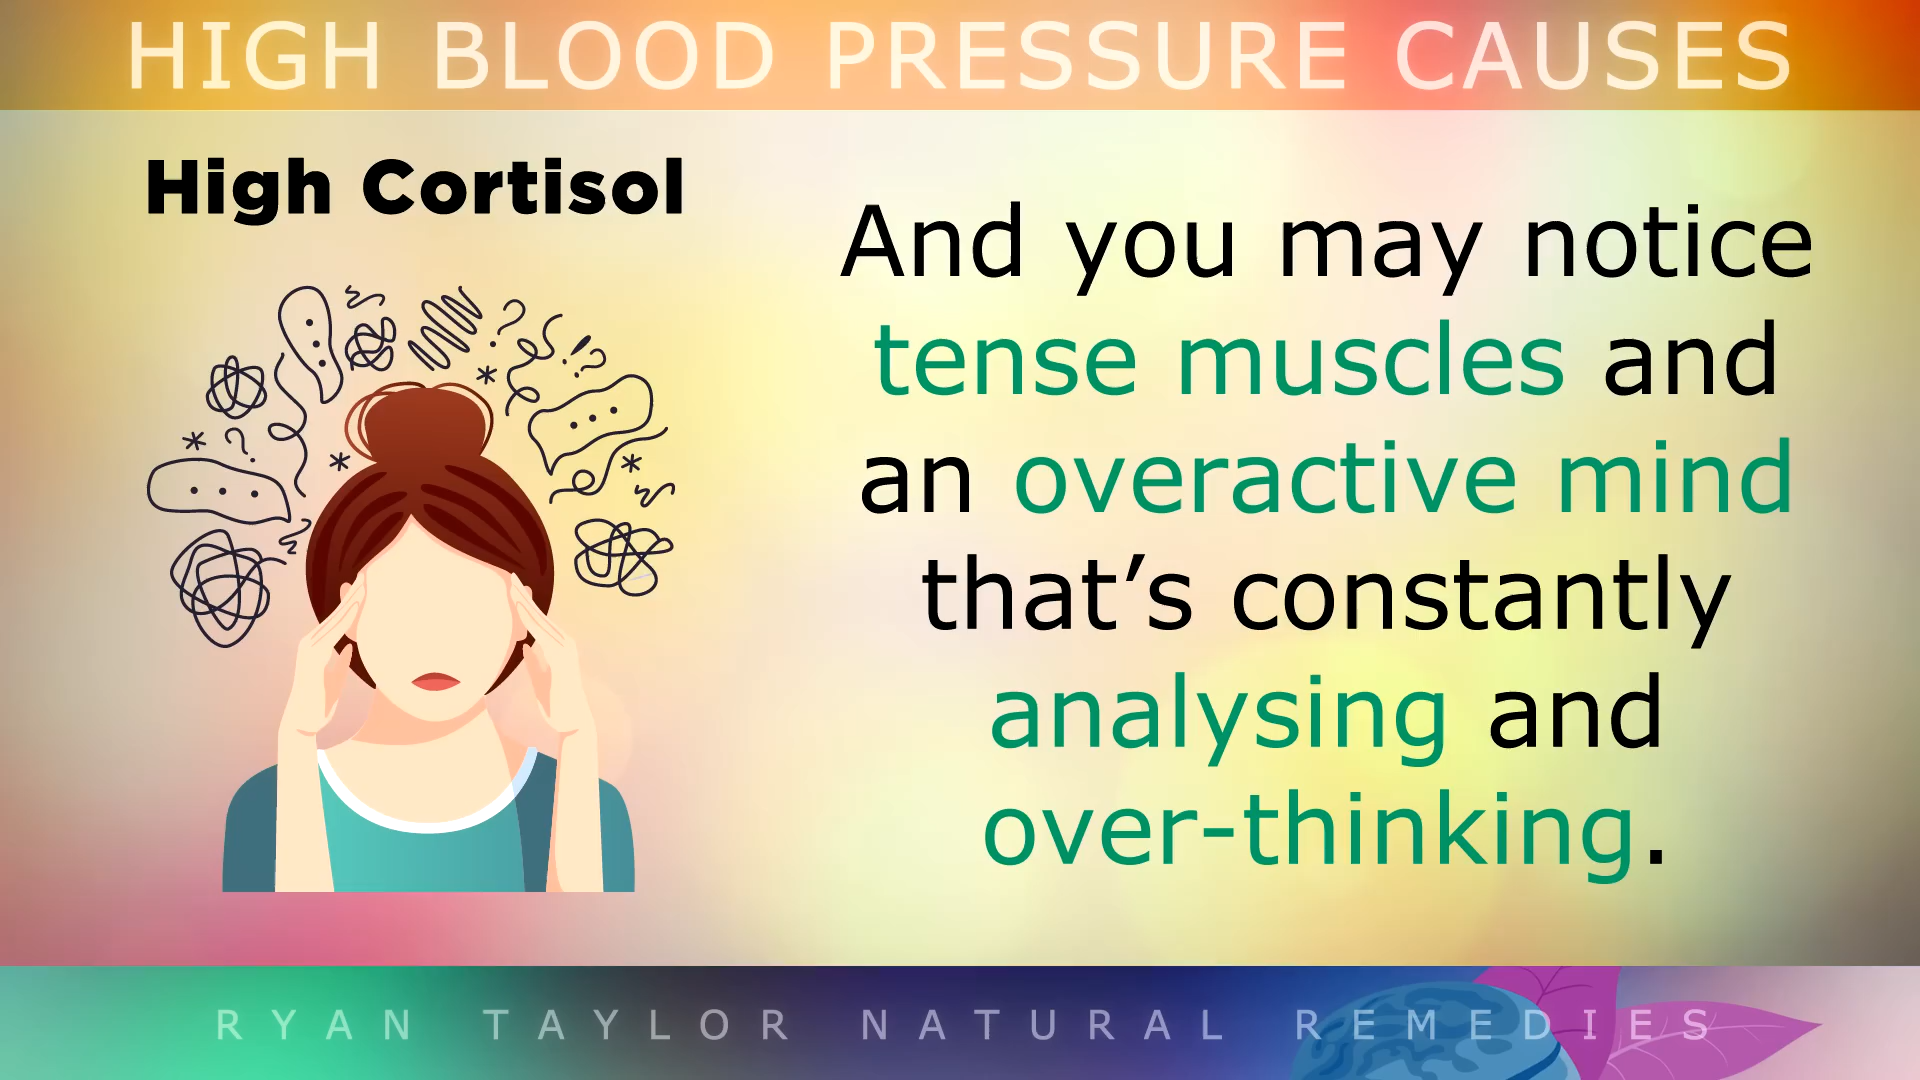 HIGH BLOOD PRESSURE CAUSES
High Cortisol
And you may notice
tense muscles and
an overactive mind
that’s constantly
analysing and
over-thinking.
RYAN TAYLOR NATURAL REMEDIES